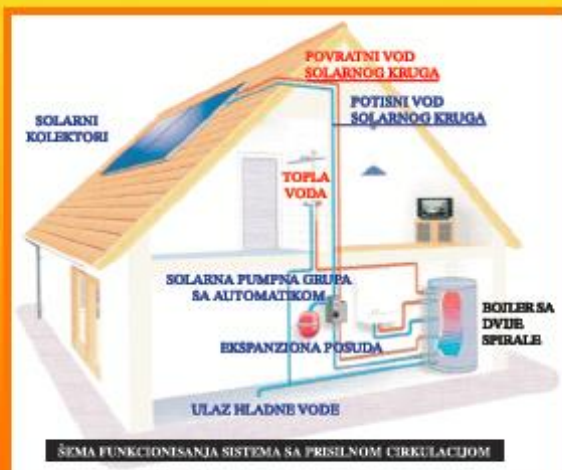 POVRATNI VOD
SOLARNOG KRUGA
SOLARNI
KOLEKTORI
POTISNI VOD
SOLARNOG KRUGA
TOPLA
VODA
SOLARNA PUMPNA GRUPA
SA AUTOMATIKOM
BOJLER SA
DVIJE
SPIRALE
EKSPANZIONA POSUDA
ULAZ HLADNE VODE
ŠEMA FUNKCIONISANJA SISTEMA SA PRISILNOM CIRKULACIJOM